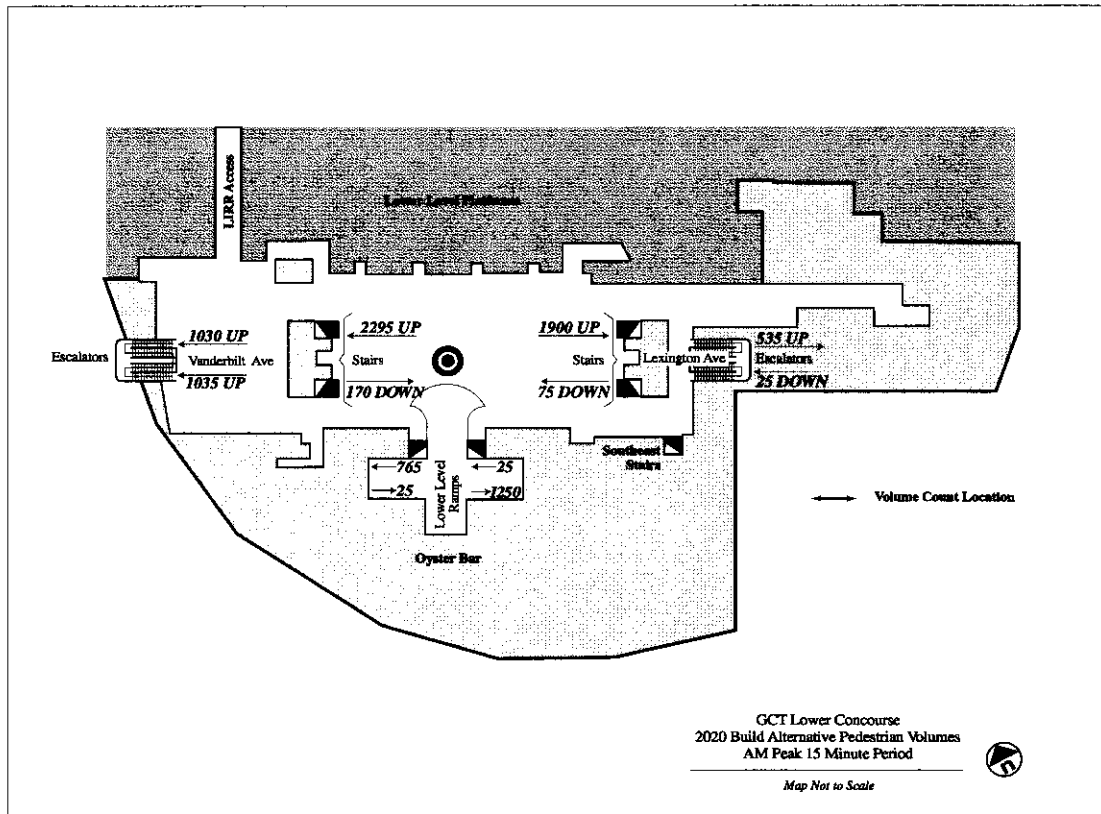 LIRR Access
Lower Level Platforms
1030 UP
2295 UP
1900 UP
535 UP
Escalators
Vanderbilt Ave
Stairs
Stairs
Lexington Ave
Escalators
1035 UP
170 DOWN
75 DOWN
25 DOWN
765
25
25
1250
Lower Level
Ramps
Southeast
Stairs
Volume Count Location
Oyster Bar
GCT Lower Concourse
2020 Build Alternative Pedestrian Volumes
AM Peak 15 Minute Period
Map Not to Scale